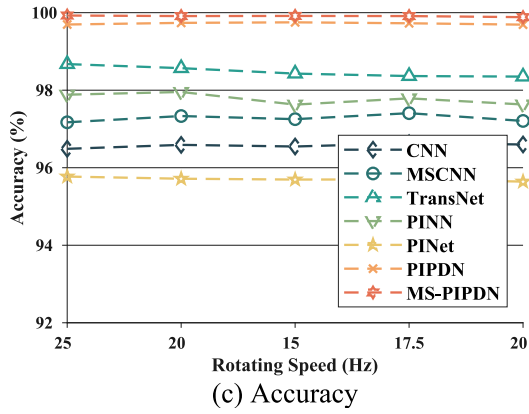 100
98
96
94
92
Accuracy (%)
CNN
MSCNN
TransNet
PINN
PINet
PIPDN
MS-PIPDN
25 20 15 17.5 20
Rotating Speed (Hz)
(c) Accuracy